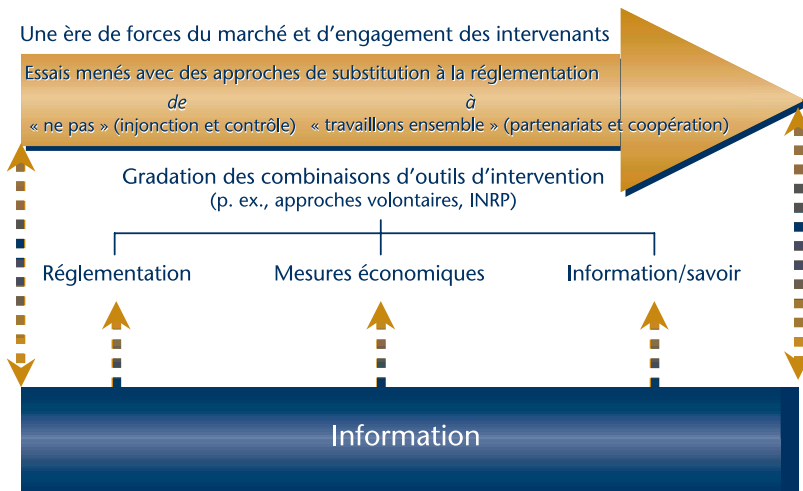 Une ère de forces du marché et d'engagement des intervenants
Essais menés avec des approches de substitution à la réglementation
de à
« ne pas » (injonction et contrôle) « travaillons ensemble » (partenariats et coopération)
Gradation des combinaisons d'outils d'intervention
(p. ex., approches volontaires, INRP)
Réglementation Mesures économiques Information/savoir
Information